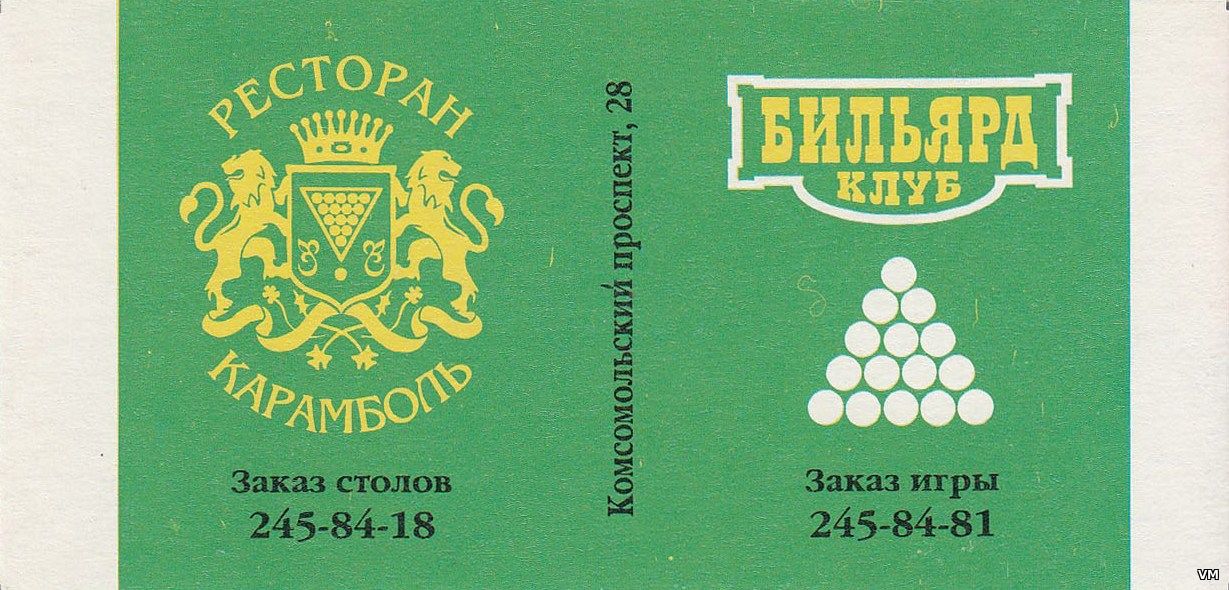 РЕСТОРАН
КАРАМБОЛЬ
Заказ столов
245-84-18
Комсомольский проспект, 28
БИЛЬЯРД
КЛУБ
Заказ игры
245-84-81
VM